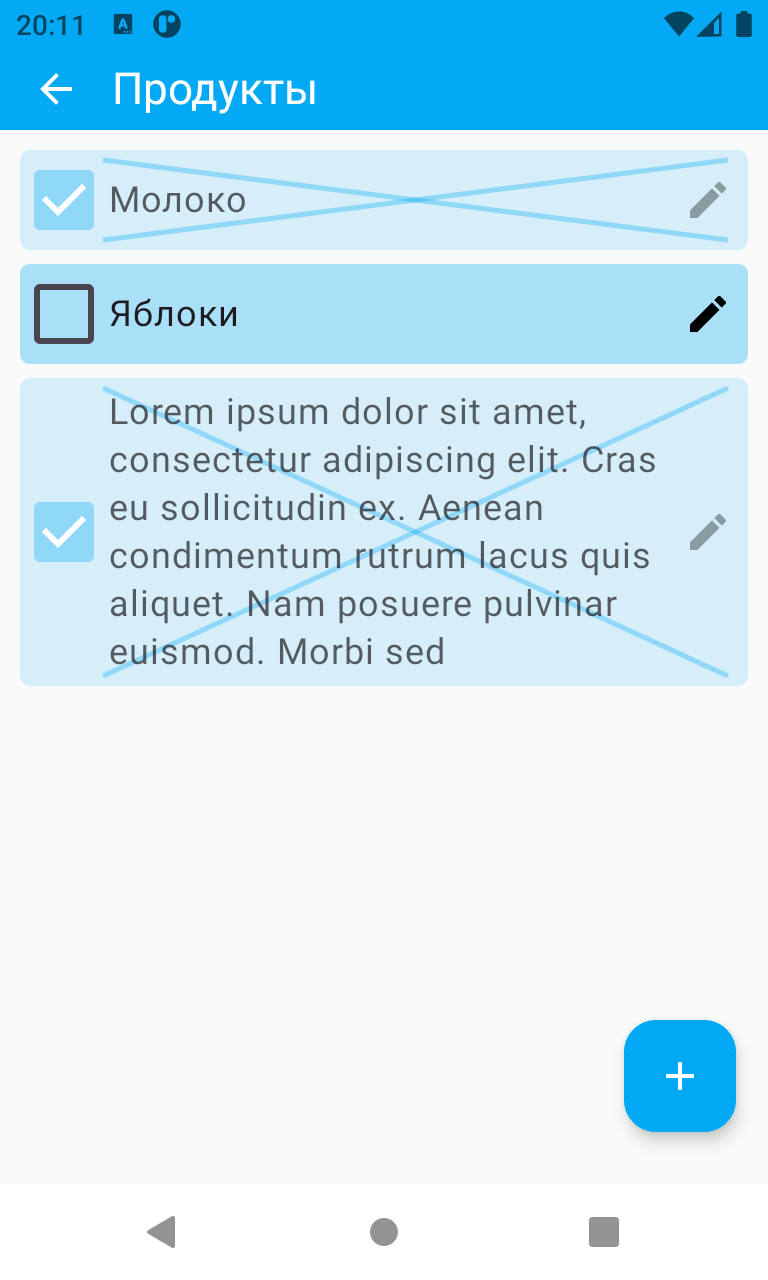 20:11
Продукты
Молоко
Яблоки
Lorem ipsum dolor sit amet,
consectetur adipiscing elit. Cras
eu sollicitudin ex. Aenean
condimentum rutrum lacus quis
aliquet. Nam posuere pulvinar
euismod. Morbi sed